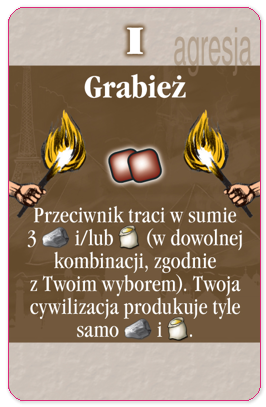 I
agresja
Grabież
Przeciwnik traci w sumie
3 i/lub (w dowolnej
kombinacji, zgodnie
z Twoim wyborem). Twoja
cywilizacja produkuje tyle
samo i .